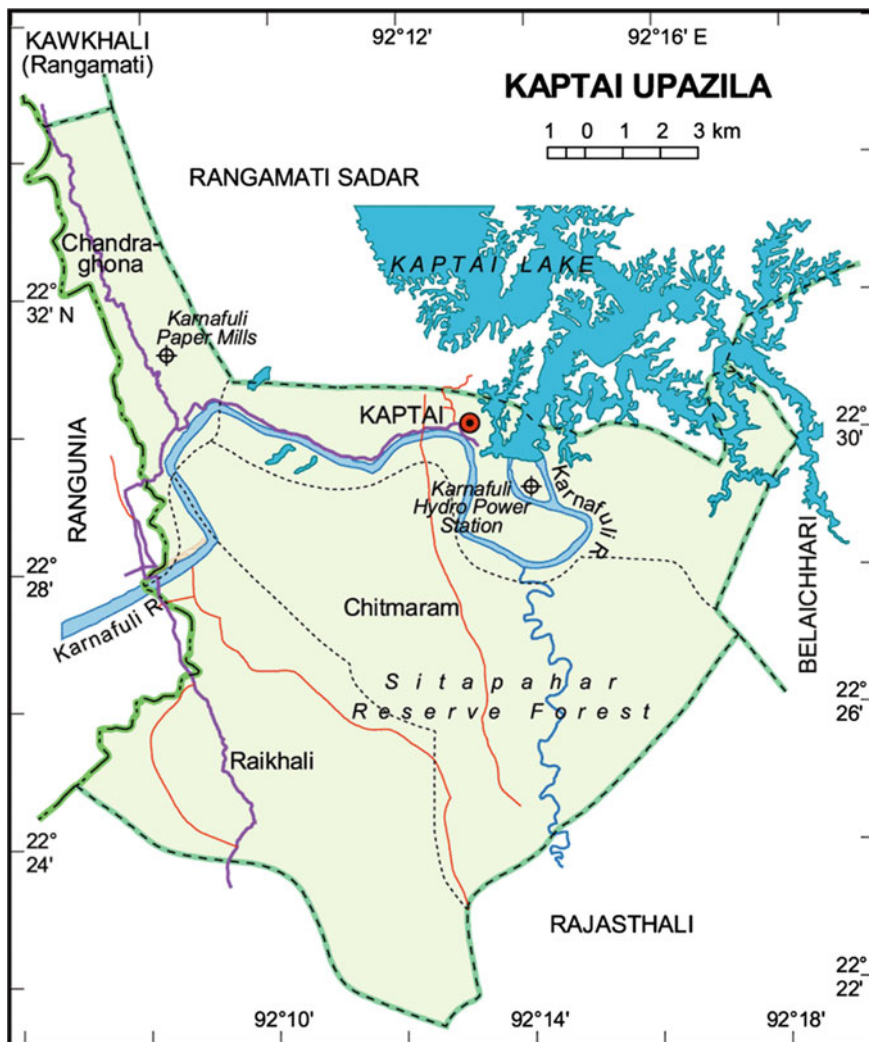 92°12'
92°16' E
KAWKHALI
(Rangamati)
KAPTAI UPAZILA
1 0 1 2 3 km
RANGAMATI SADAR
Chandra-
ghona
KAPTAI LAKE
22°
32' N
Karnafuli
Paper Mills
KAPTAI
22°
30'
RANGUNIA
Karnafuli
Hydro Power
Station
Karnafuli R
BELAICHHARI
22°
28'
Chitmaram
Karnafuli R
Sitapahar
Reserve Forest
22°
26'
Raikhali
22°
24'
RAJASTHALI
22°
22'
92°10'
92°14'
92°18'